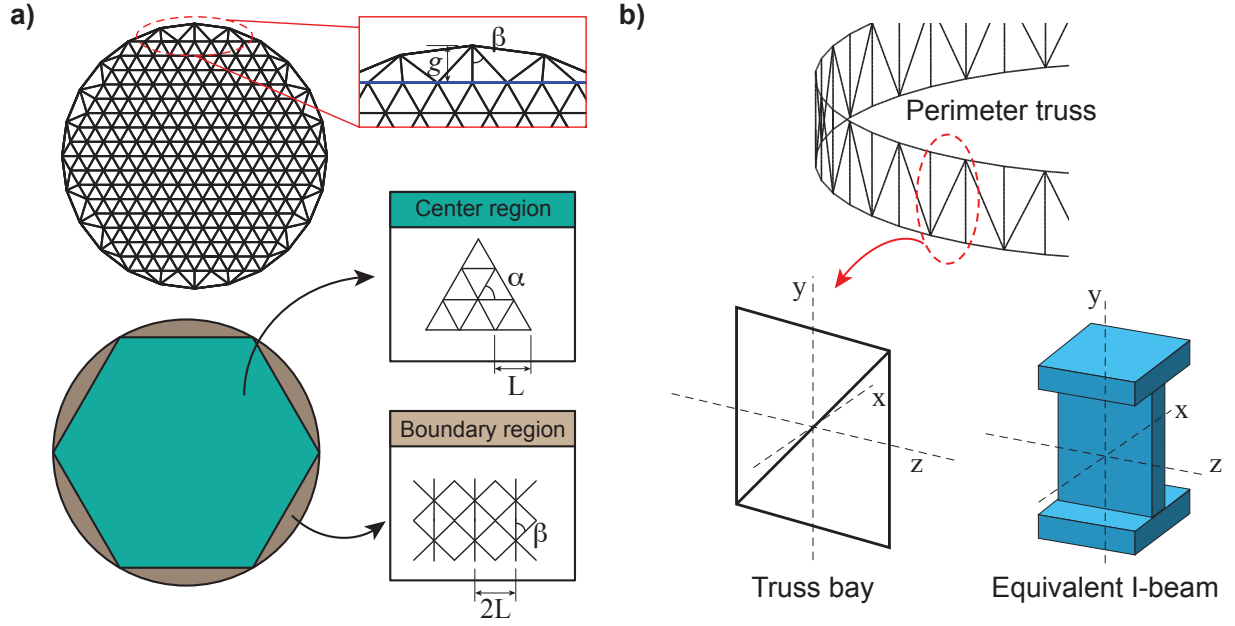 a)
β
g
Center region
α
L
Boundary region
β
2L
b)
Perimeter truss
y
x
z
Truss bay
y
x
z
Equivalent I-beam